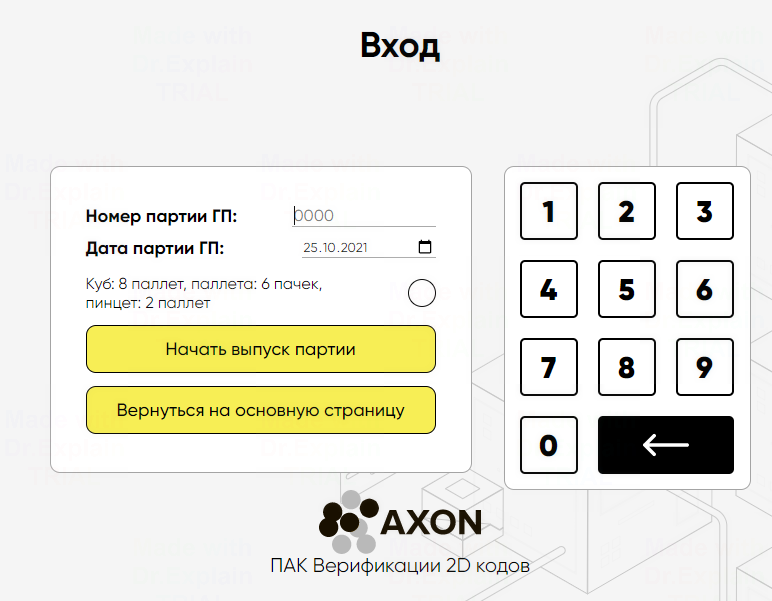 Вход
Номер партии ГП: 0000
Дата партии ГП: 25.10.2021
Куб: 8 паллет, паллета: 6 пачек,
пинцет: 2 паллет
Начать выпуск партии
Вернуться на основную страницу
1 2 3
4 5 6
7 8 9
0
AXON
ПАК Верификации 2D кодов